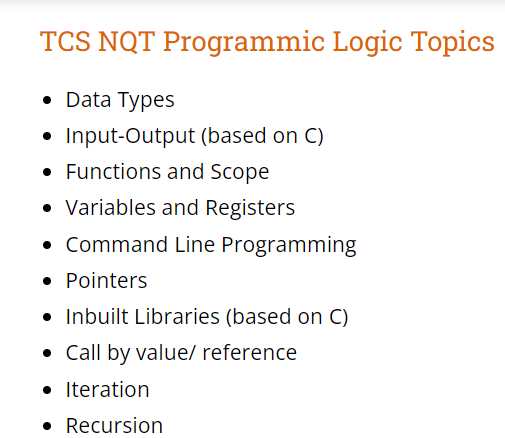 TCS NQT Programmic Logic Topics
Data Types
Input-Output (based on C)
Functions and Scope
Variables and Registers
Command Line Programming
Pointers
Inbuilt Libraries (based on C)
Call by value/ reference
Iteration
Recursion